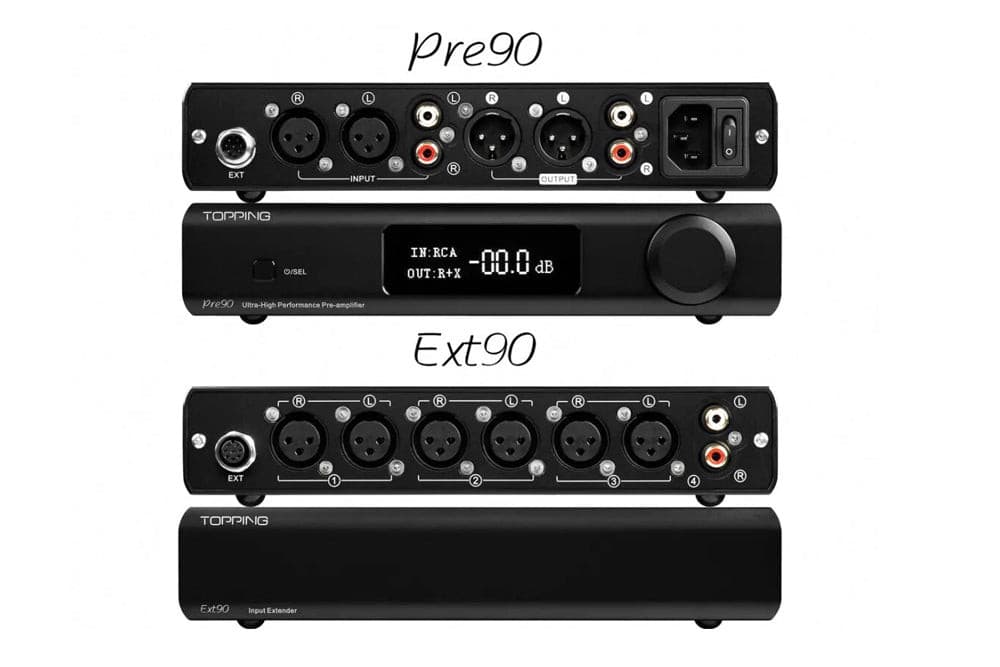 Pre90
R L L R L L
EXT
INPUT R OUTPUT R
TOPPING
IN:RCA
OUT:R+X
-00.0 dB
/SEL
Pre90 Ultra-High Performance Pre-amplifier
Ext90
R L R L R L L
EXT
1 2 3 4 R
TOPPING
Ext90 Input Extender